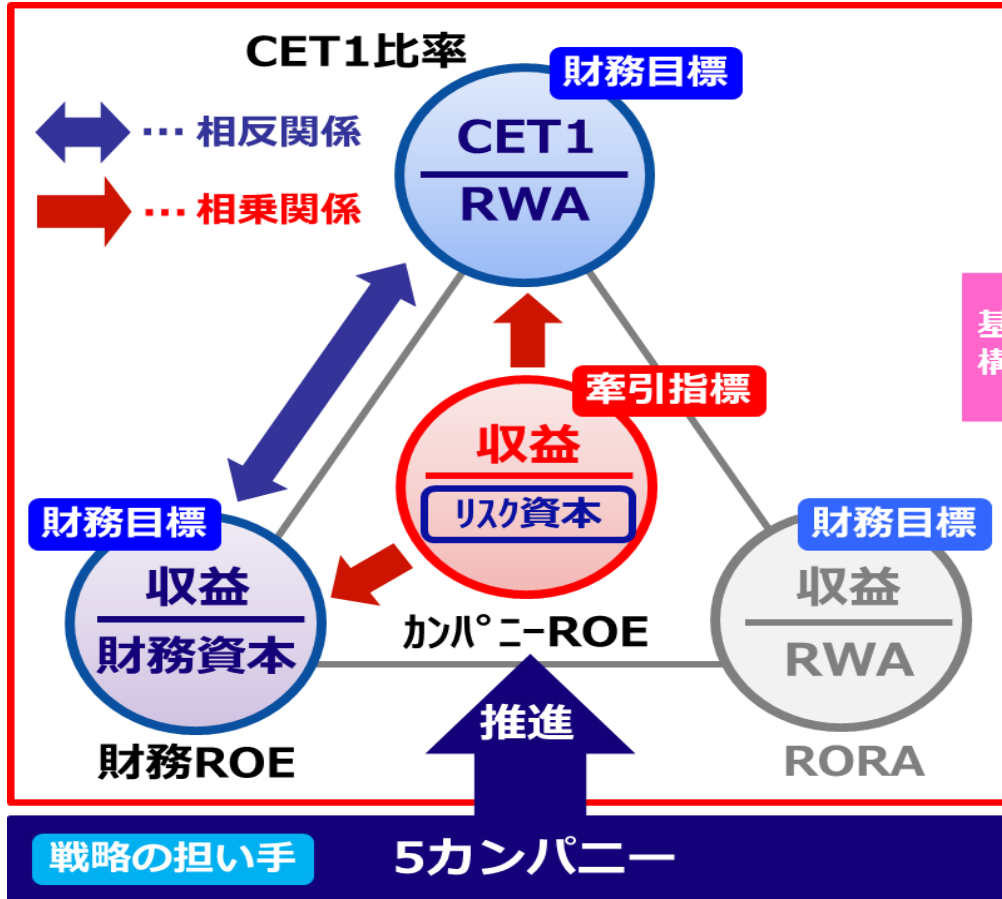 CET1比率
財務目標
… 相反関係
CET1
RWA
… 相乗関係
基
構
牽引指標
収益
リスク資本
財務目標
収益
財務資本
財務ROE
カンパニーROE
財務目標
収益
RWA
RORA
推進
戦略の担い手
5カンパニー